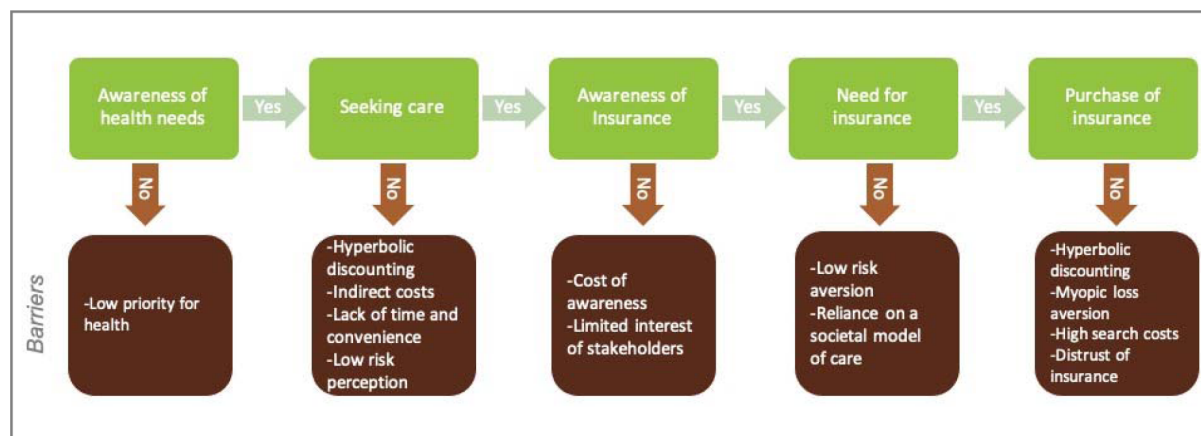 Awareness of
health needs
Yes
Seeking care
Yes
Awareness of
Insurance
Yes
Need for
insurance
Yes
Purchase of
insurance
No
No
No
No
No
Barriers
-Low priority for
health
-Hyperbolic
discounting
-Indirect costs
-Lack of time and
convenience
-Low risk
perception
-Cost of
awareness
-Limited interest
of stakeholders
-Low risk
aversion
-Reliance on a
societal model
of care
-Hyperbolic
discounting
-Myopic loss
aversion
-High search costs
-Distrust of
insurance